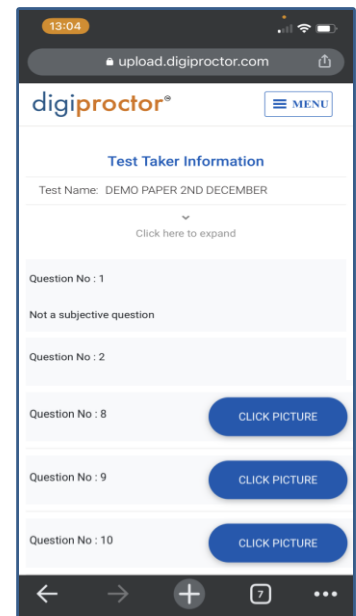 13:04
upload.digiproctor.com
digiproctor
MENU
Test Taker Information
Test Name: DEMO PAPER 2ND DECEMBER
Click here to expand
Question No : 1
Not a subjective question
Question No : 2
Question No : 8 CLICK PICTURE
Question No : 9 CLICK PICTURE
Question No : 10 CLICK PICTURE
7